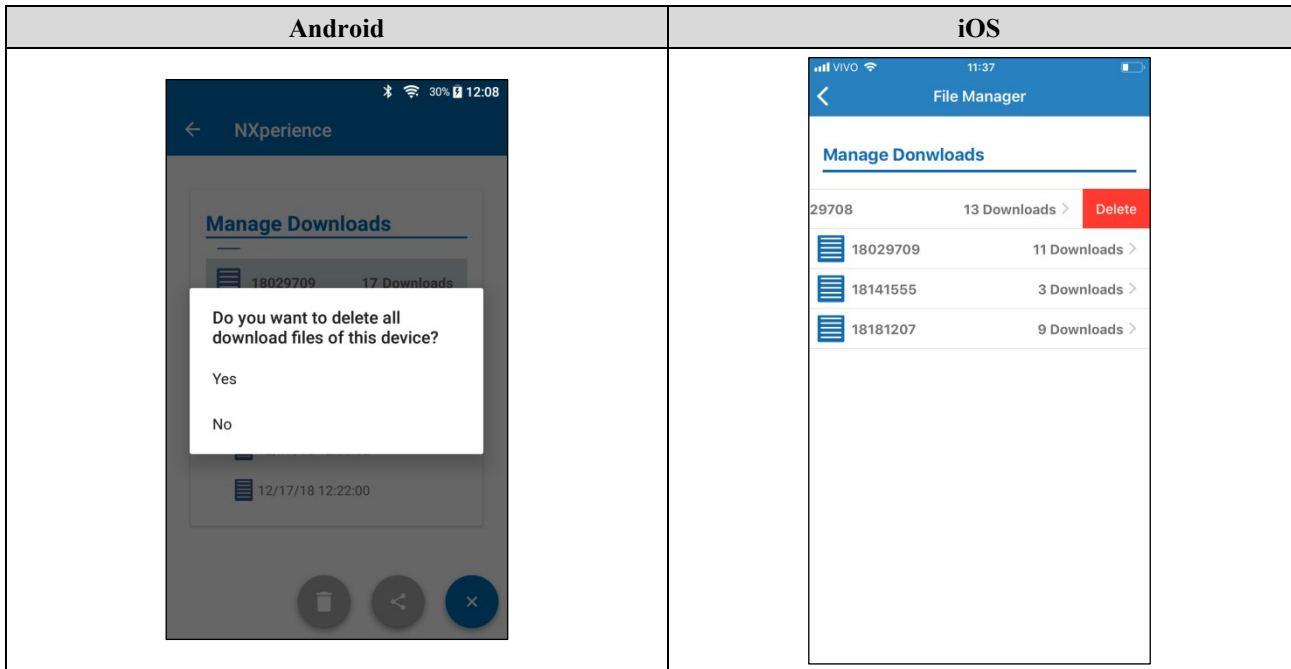 Android
iOS
30% 12:08
NXperience
Manage Downloads
18029709 17 Downloads
Do you want to delete all
download files of this device?
Yes
No
12/17/18 12:22:00
VIVO 11:37
File Manager
Manage Donwloads
29708 13 Downloads Delete
18029709 11 Downloads
18141555 3 Downloads
18181207 9 Downloads